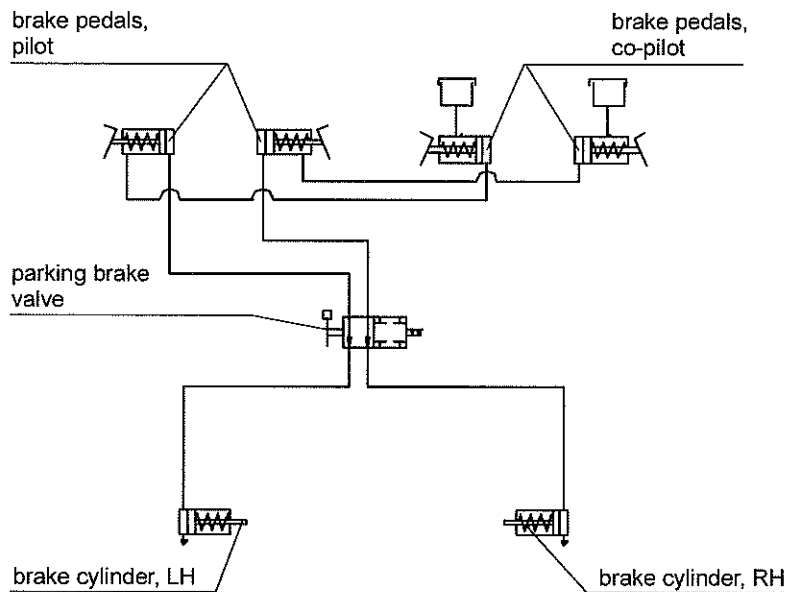 brake pedals,
pilot
brake pedals,
co-pilot
parking brake
valve
brake cylinder, LH
brake cylinder, RH